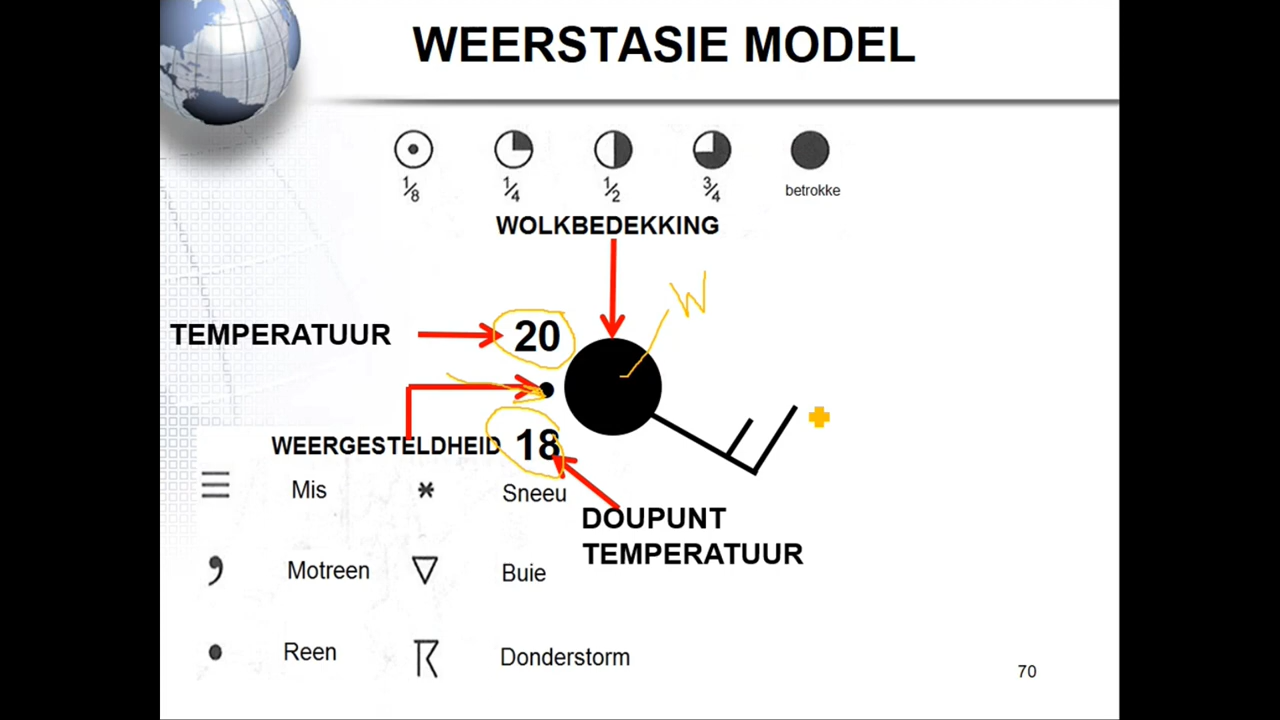 WEERSTASIE MODEL
1/8 1/4 1/2 3/4 betrokke
WOLKBEDEKKING
W
TEMPERATUUR 20
WEERGESTELDHEID 18
Mis Sneeu
DOUPUNT
TEMPERATUUR
Motreen Buie
Reen Donderstorm
70